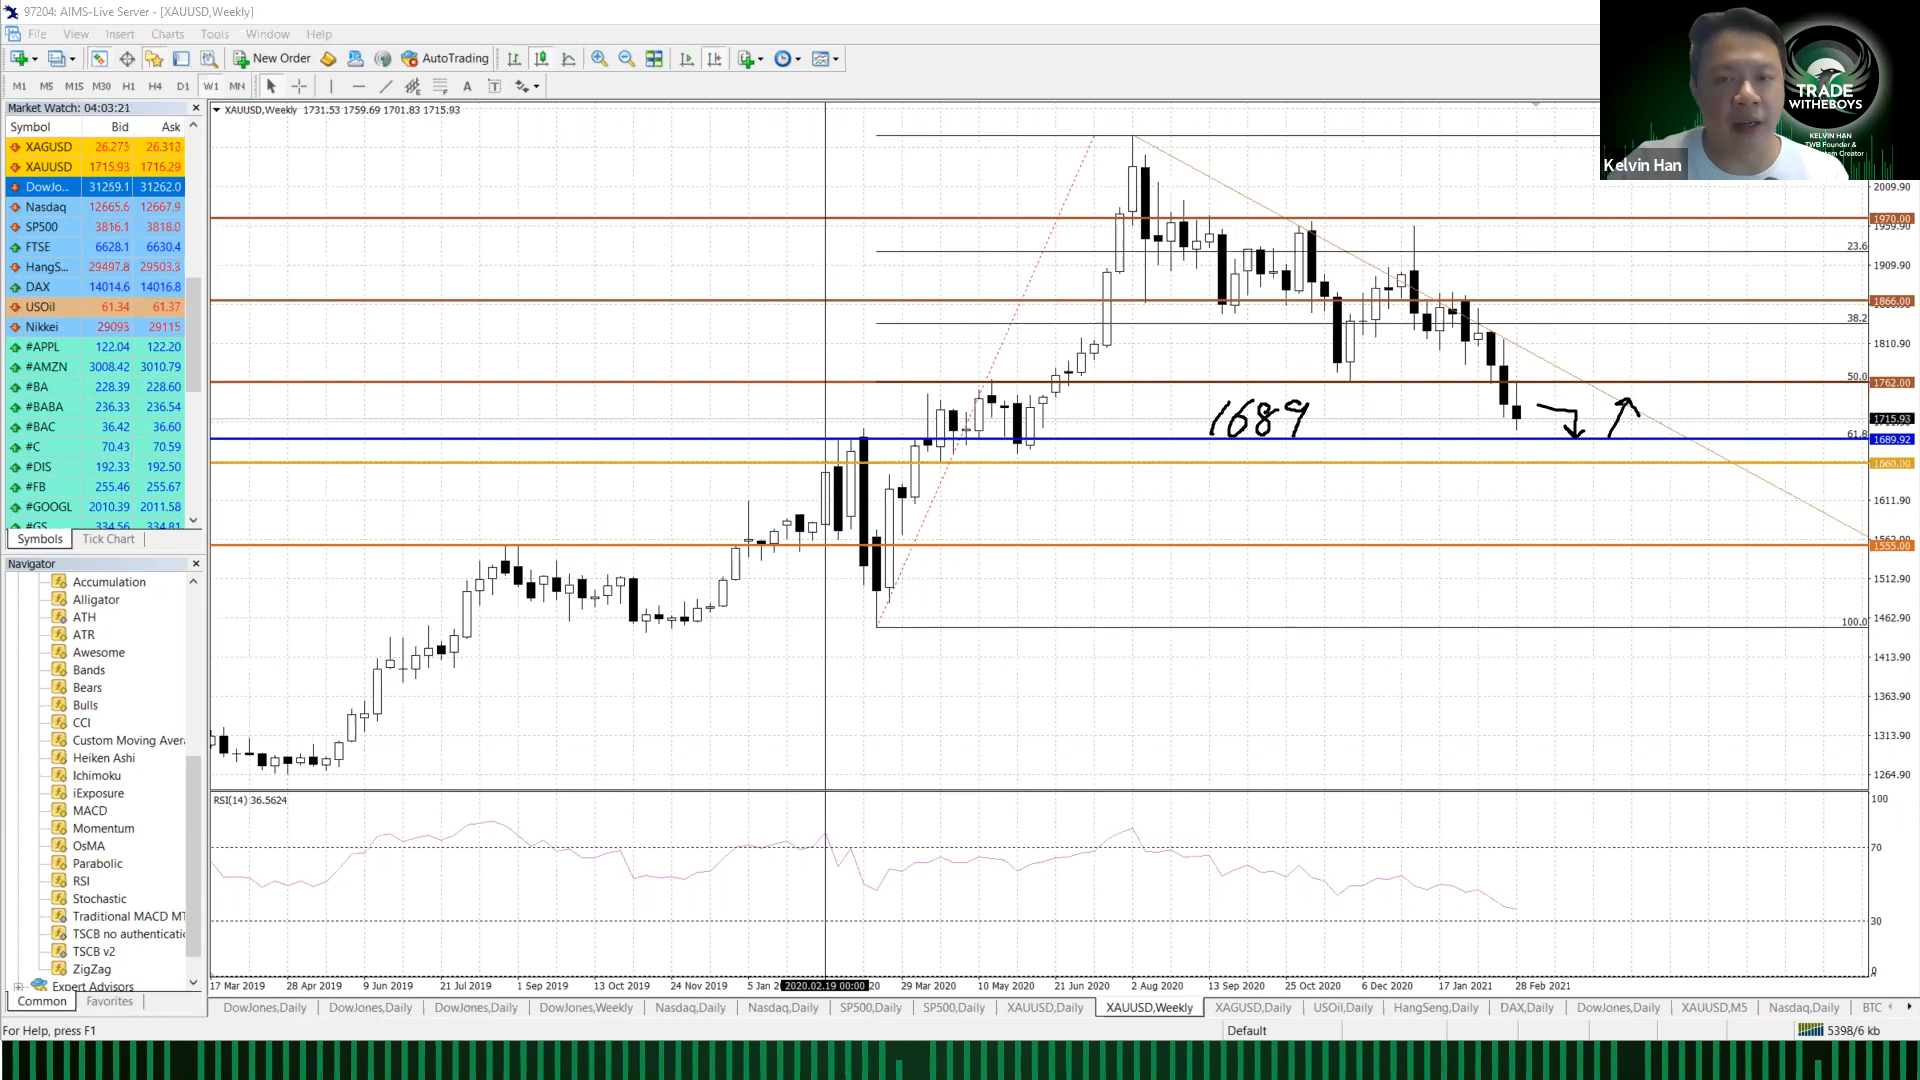 97204: AIMS-Live Server - [XAUUSD,Weekly]
File View Insert Charts Tools Window Help
New Order AutoTrading
M1 M5 M15 M30 H1 H4 D1 W1 MN A T
Market Watch: 04:03:21
Symbol Bid Ask
XAGUSD 26.273 26.313
XAUUSD 1715.93 1716.29
DowJo... 31259.1 31262.0
Nasdaq 12665.6 12667.9
SP500 3816.1 3818.0
FTSE 6628.1 6630.4
HangS... 29497.8 29503.3
DAX 14014.6 14016.8
USOil 61.34 61.37
Nikkei 29093 29115
#APPL 122.04 122.20
#AMZN 3008.42 3010.79
#BA 228.39 228.60
#BABA 236.33 236.54
#BAC 36.42 36.60
#C 70.43 70.59
#DIS 192.33 192.50
#FB 255.46 255.67
#GOOGL 2010.39 2011.58
#GS 334.56 334.81
Symbols Tick Chart
Navigator
Accumulation
Alligator
ATH
ATR
Awesome
Bands
Bears
Bulls
CCI
Custom Moving Avera
Heiken Ashi
Ichimoku
iExposure
MACD
Momentum
OsMA
Parabolic
RSI
Stochastic
Traditional MACD MT
TSCB no authenticatio
TSCB v2
ZigZag
Expert Advisors
Common Favorites
XAUUSD,Weekly 1731.53 1759.69 1701.83 1715.93
1689
23.6
38.2
50.0
61.8
100.0
2009.90
1970.00
1959.90
1909.90
1866.00
1810.90
1762.00
1715.93
1689.92
1660.00
1611.90
1555.00
1512.90
1462.90
1413.90
1363.90
1313.90
1264.90
RSI(14) 36.5624
100
70
30
0
17 Mar 2019 28 Apr 2019 9 Jun 2019 21 Jul 2019 1 Sep 2019 13 Oct 2019 24 Nov 2019 5 Jan 20 2020.02.19 00:00 20 29 Mar 2020 10 May 2020 21 Jun 2020 2 Aug 2020 13 Sep 2020 25 Oct 2020 6 Dec 2020 17 Jan 2021 28 Feb 2021
DowJones,Daily DowJones,Daily DowJones,Daily DowJones,Weekly Nasdaq,Daily Nasdaq,Daily SP500,Daily SP500,Daily XAUUSD,Daily XAUUSD,Weekly XAGUSD,Daily USOil,Daily HangSeng,Daily DAX,Daily DowJones,Daily XAUUSD,M5 Nasdaq,Daily BTC
For Help, press F1
Default
5398/6 kb
TRADE
WITHEBOYS
KELVIN HAN
TWB Founder &
Creator
Kelvin Han